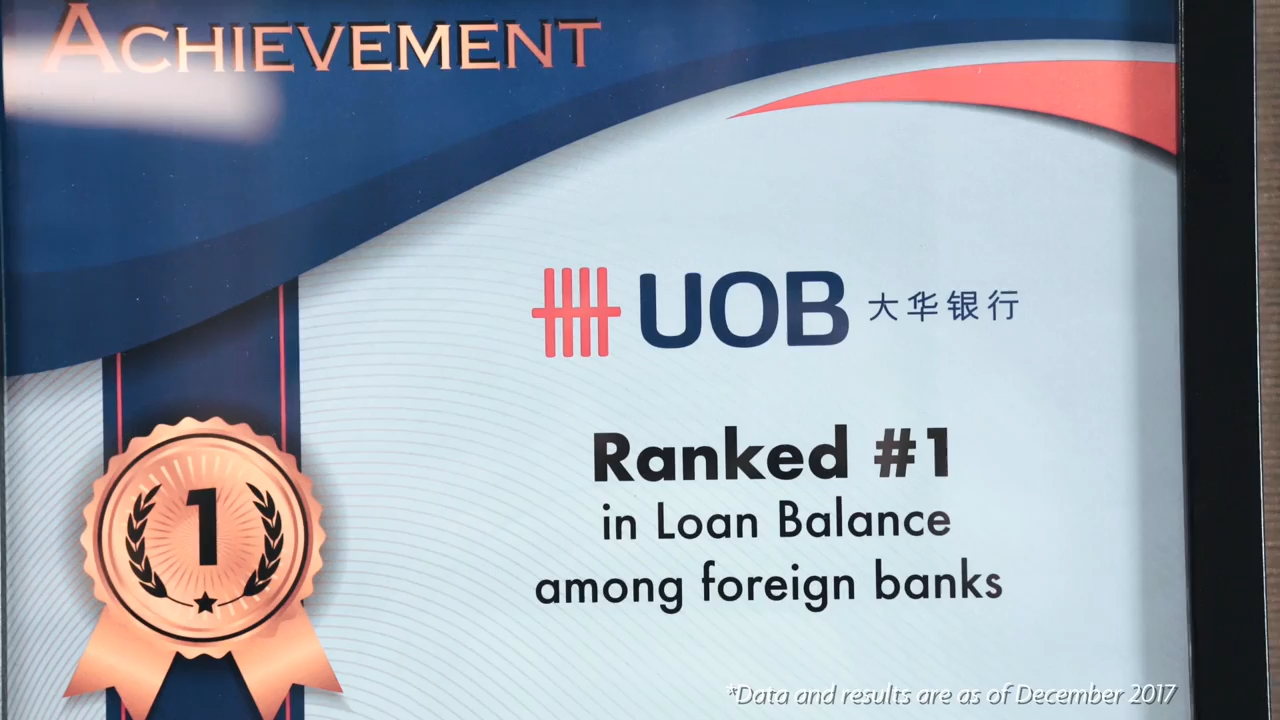 ACHIEVEMENT
UOB 大华银行
Ranked #1
in Loan Balance
among foreign banks
1
*Data and results are as of December 2017